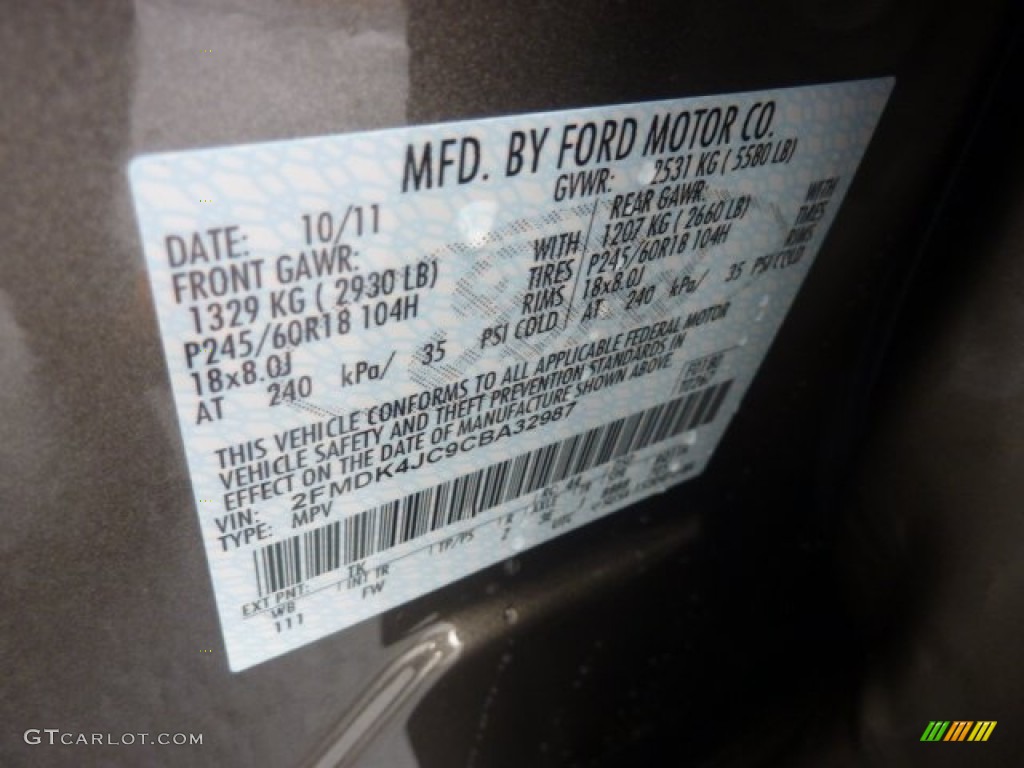 MFD. BY FORD MOTOR CO.
DATE: 10/11 GVWR: 2531 KG ( 5580 LB)
FRONT GAWR: REAR GAWR:
1329 KG ( 2930 LB) WITH 1207 KG ( 2660 LB) WITH
P245/60R18 104H TIRES P245/60R18 104H TIRES
18x8.0J RIMS 18x8.0J RIMS
AT 240 kPa/ 35 PSI COLD AT 240 kPa/ 35 PSI COLD
THIS VEHICLE CONFORMS TO ALL APPLICABLE FEDERAL MOTOR
VEHICLE SAFETY AND THEFT PREVENTION STANDARDS IN
EFFECT ON THE DATE OF MANUFACTURE SHOWN ABOVE
VIN: 2FMDK4JC9CBA32987
TYPE: MPV
EXT PNT: TK
WB INT TR TP/PS R
111 FW Z
GTCARLOT.COM